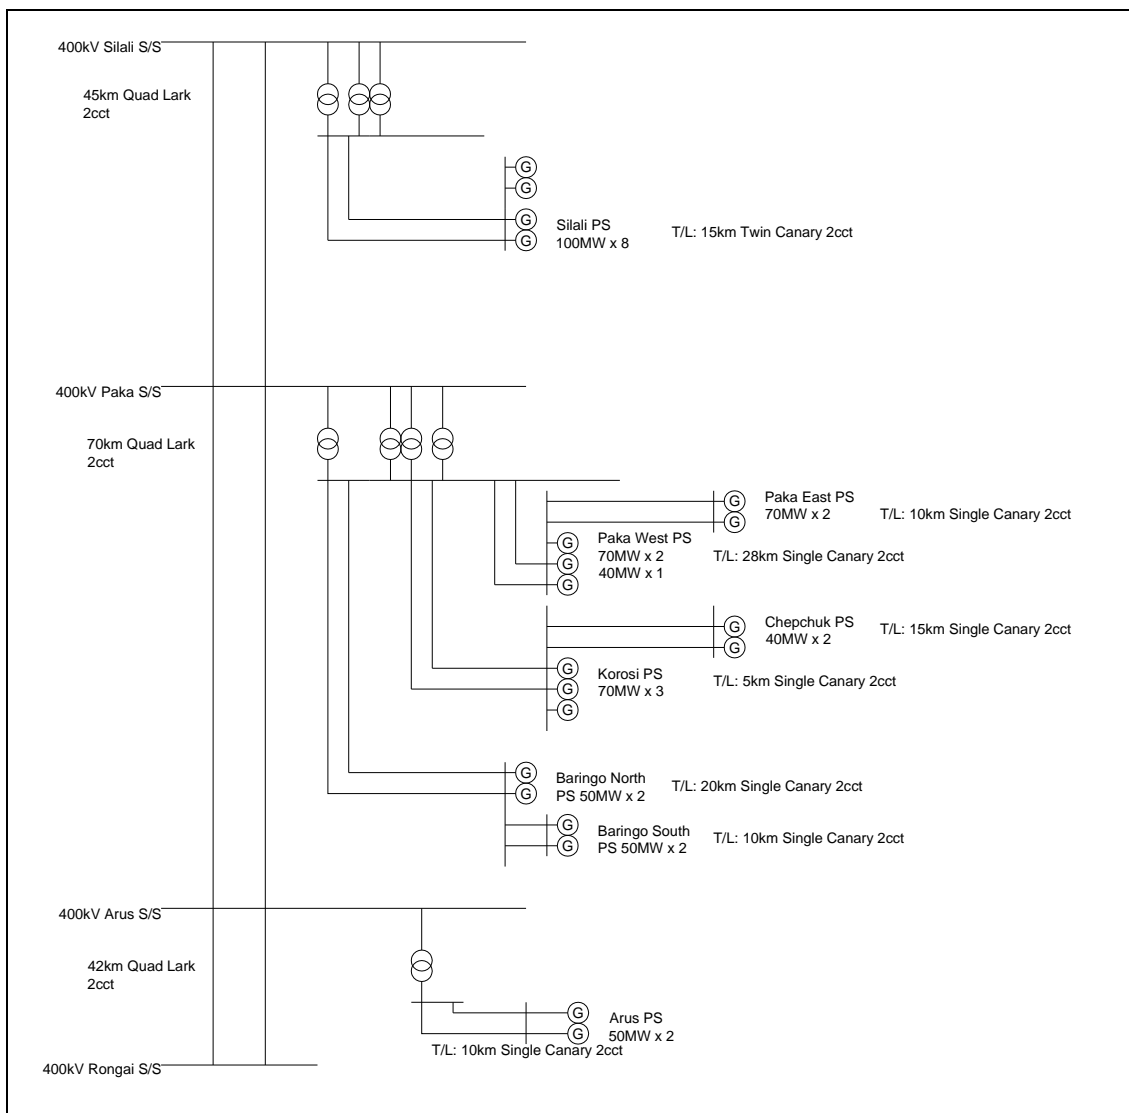 400kV Silali S/S
45km Quad Lark
2cct
G
G
G
G
Silali PS
100MW x 8
T/L: 15km Twin Canary 2cct
400kV Paka S/S
70km Quad Lark
2cct
G
G
Paka East PS
70MW x 2
T/L: 10km Single Canary 2cct
G
G
G
Paka West PS
70MW x 2
40MW x 1
T/L: 28km Single Canary 2cct
G
G
Chepchuk PS
40MW x 2
T/L: 15km Single Canary 2cct
G
G
G
Korosi PS
70MW x 3
T/L: 5km Single Canary 2cct
G
G
Baringo North
PS 50MW x 2
T/L: 20km Single Canary 2cct
G
G
Baringo South
PS 50MW x 2
T/L: 10km Single Canary 2cct
400kV Arus S/S
42km Quad Lark
2cct
G
G
Arus PS
50MW x 2
T/L: 10km Single Canary 2cct
400kV Rongai S/S